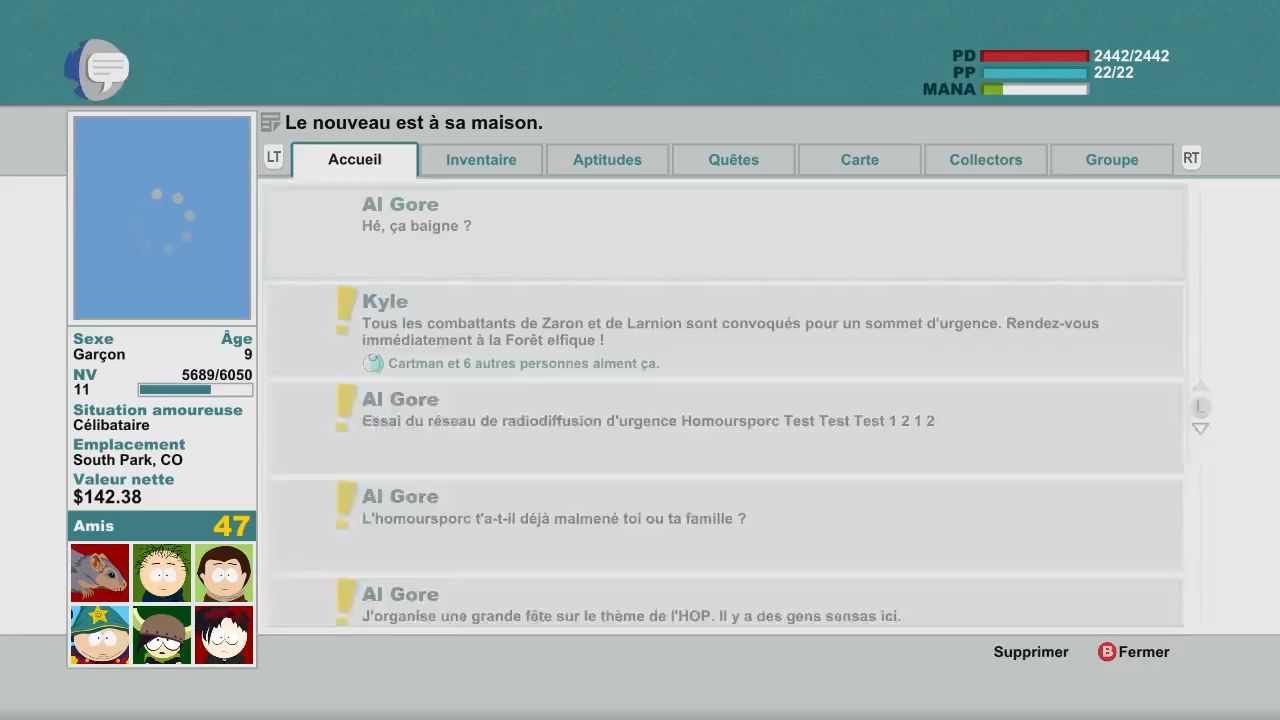 PD 2442/2442
PP 22/22
MANA
Le nouveau est à sa maison.
LT Accueil Inventaire Aptitudes Quêtes Carte Collectors Groupe RT
Al Gore
Hé, ça baigne ?
Kyle
Tous les combattants de Zaron et de Larnion sont convoqués pour un sommet d'urgence. Rendez-vous
immédiatement à la Forêt elfique !
Cartman et 6 autres personnes aiment ça.
Al Gore
Essai du réseau de radiodiffusion d'urgence Homoursporc Test Test Test 1 2 1 2
Al Gore
L'homoursporc t'a-t-il déjà malmené toi ou ta famille ?
Al Gore
J'organise une grande fête sur le thème de l'HOP. Il y a des gens sensas ici.
L
Sexe Âge
Garçon 9
NV 5689/6050
11
Situation amoureuse
Célibataire
Emplacement
South Park, CO
Valeur nette
$142.38
Amis 47
Supprimer B Fermer